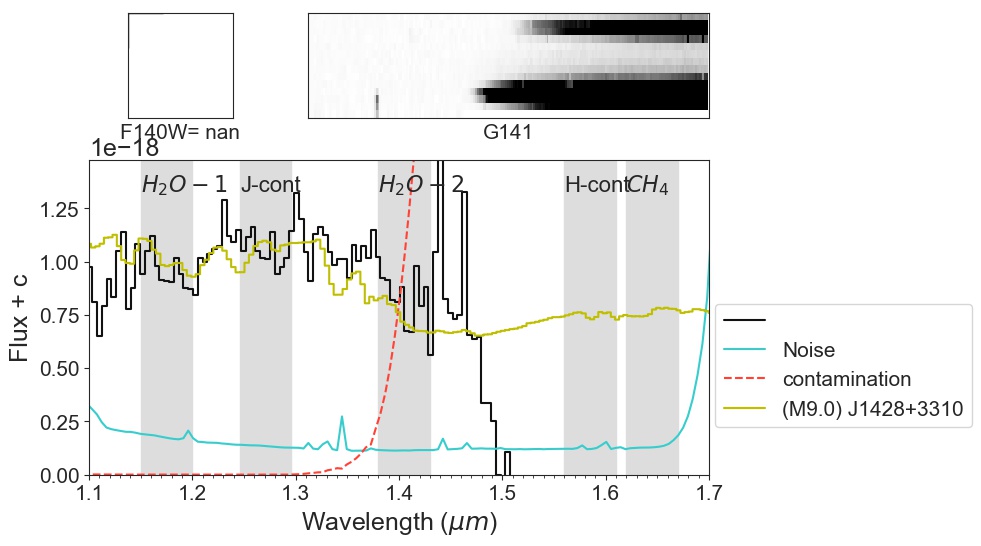 F140W= nan
G141
1e−18
H₂O − 1
J-cont
H₂O − 2
H-cont
CH₄
1.25
1.00
0.75
0.50
0.25
0.00
Flux + c
1.1
1.2
1.3
1.4
1.5
1.6
1.7
Wavelength (μm)
Noise
contamination
(M9.0) J1428+3310